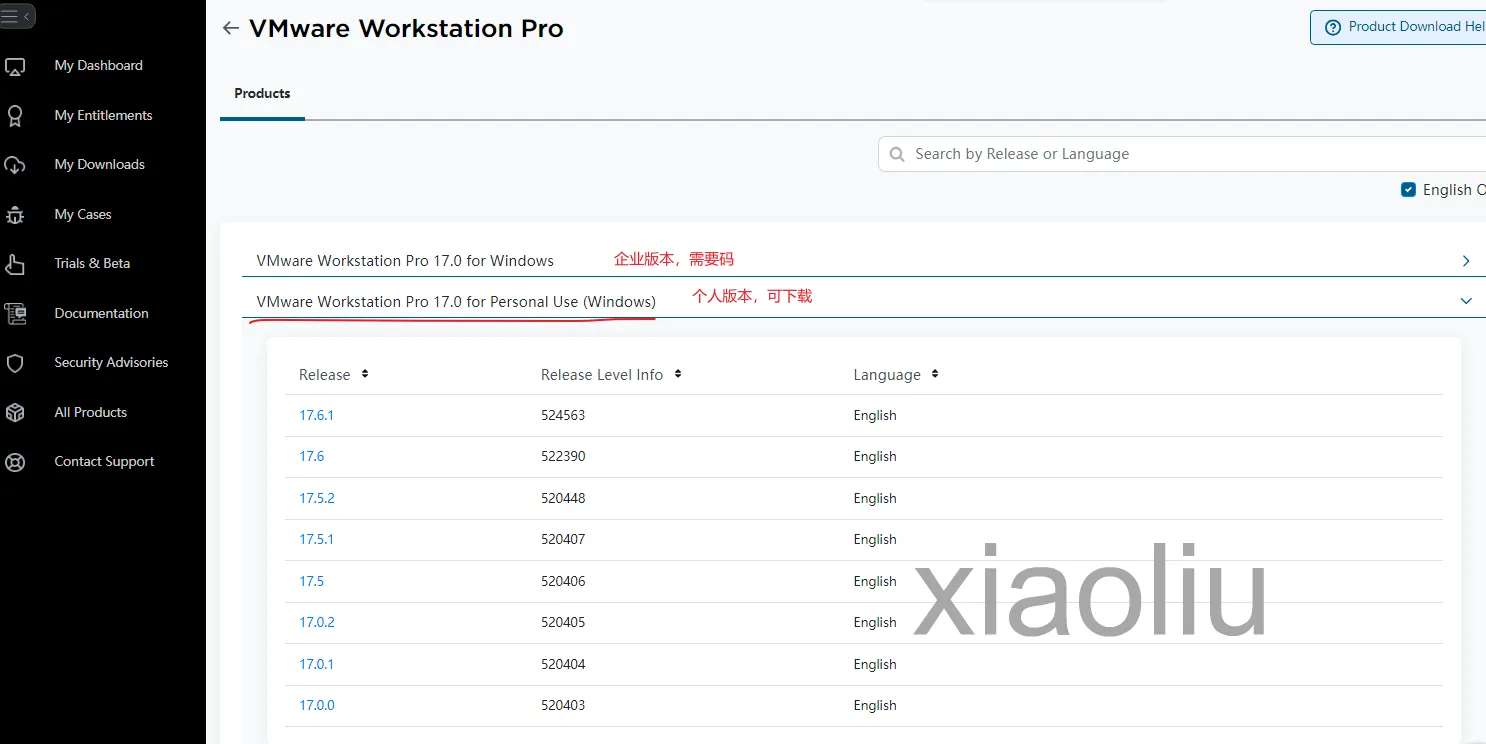 VMware Workstation Pro
Product Download Hel
My Dashboard
My Entitlements
My Downloads
My Cases
Trials & Beta
Documentation
Security Advisories
All Products
Contact Support
Products
Search by Release or Language
English O
VMware Workstation Pro 17.0 for Windows 企业版本，需要码
VMware Workstation Pro 17.0 for Personal Use (Windows) 个人版本，可下载
Release Release Level Info Language
17.6.1 524563 English
17.6 522390 English
17.5.2 520448 English
17.5.1 520407 English
17.5 520406 English
17.0.2 520405 English
17.0.1 520404 English
17.0.0 520403 English
xiaoliu